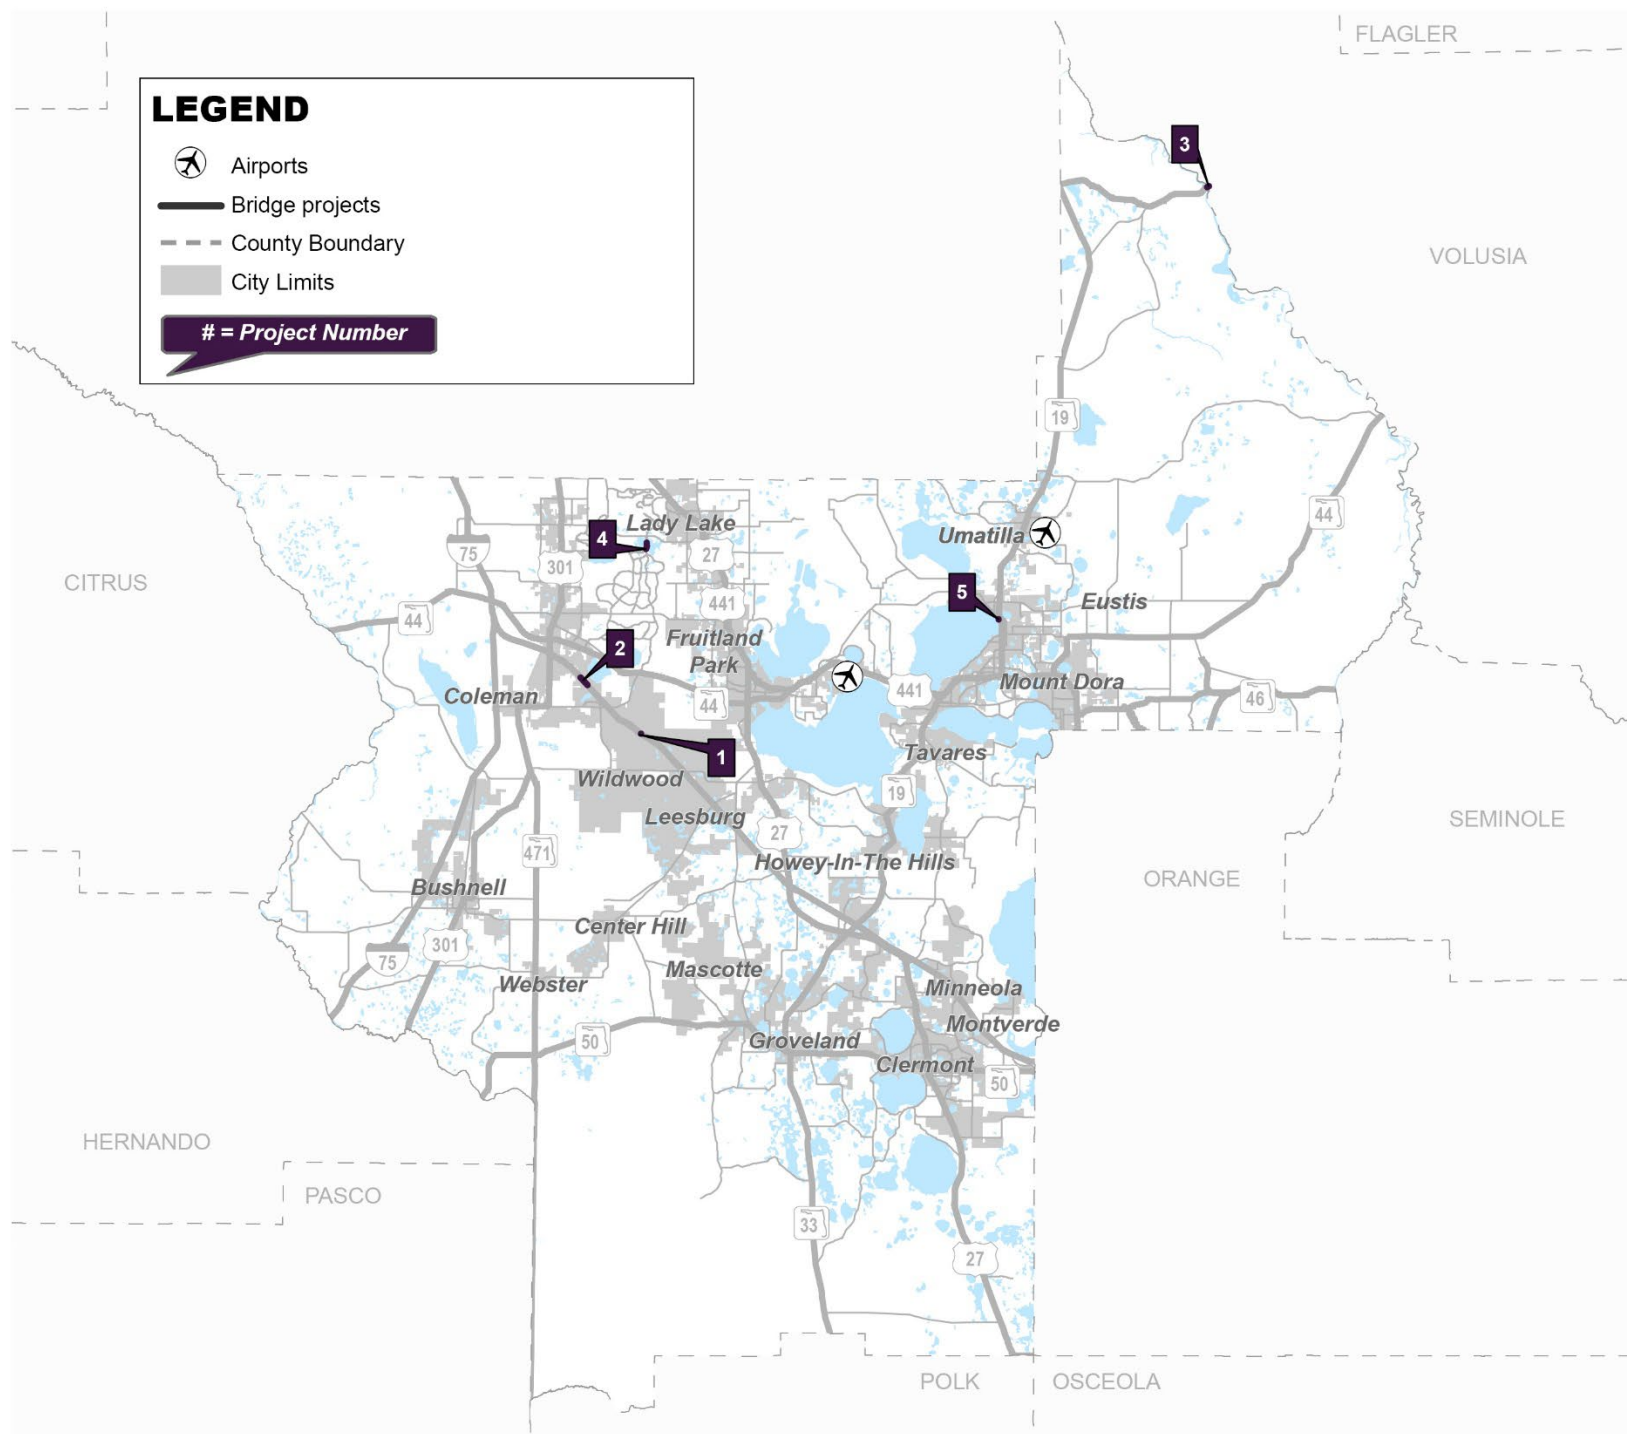 FLAGLER
LEGEND
Airports
Bridge projects
County Boundary
City Limits
# = Project Number
3
VOLUSIA
19
44
Lady Lake
4
Umatilla
75
27
301
CITRUS
5
Eustis
441
44
2
Fruitland
Park
441
Mount Dora
Coleman
44
46
1
Tavares
Wildwood
19
Leesburg
SEMINOLE
27
471
Howey-In-The Hills
ORANGE
Bushnell
Center Hill
301
75
Mascotte
Webster
Minneola
Montverde
50
Groveland
Clermont
50
HERNANDO
PASCO
33
27
POLK
OSCEOLA